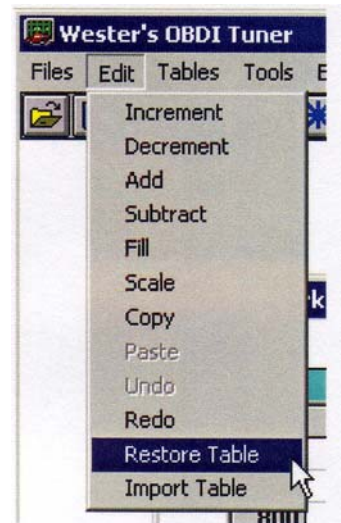 Wester's OBDI Tuner
Files Edit Tables Tools
Increment
Decrement
Add
Subtract
Fill
Scale
Copy
Paste
Undo
Redo
Restore Table
Import Table
800